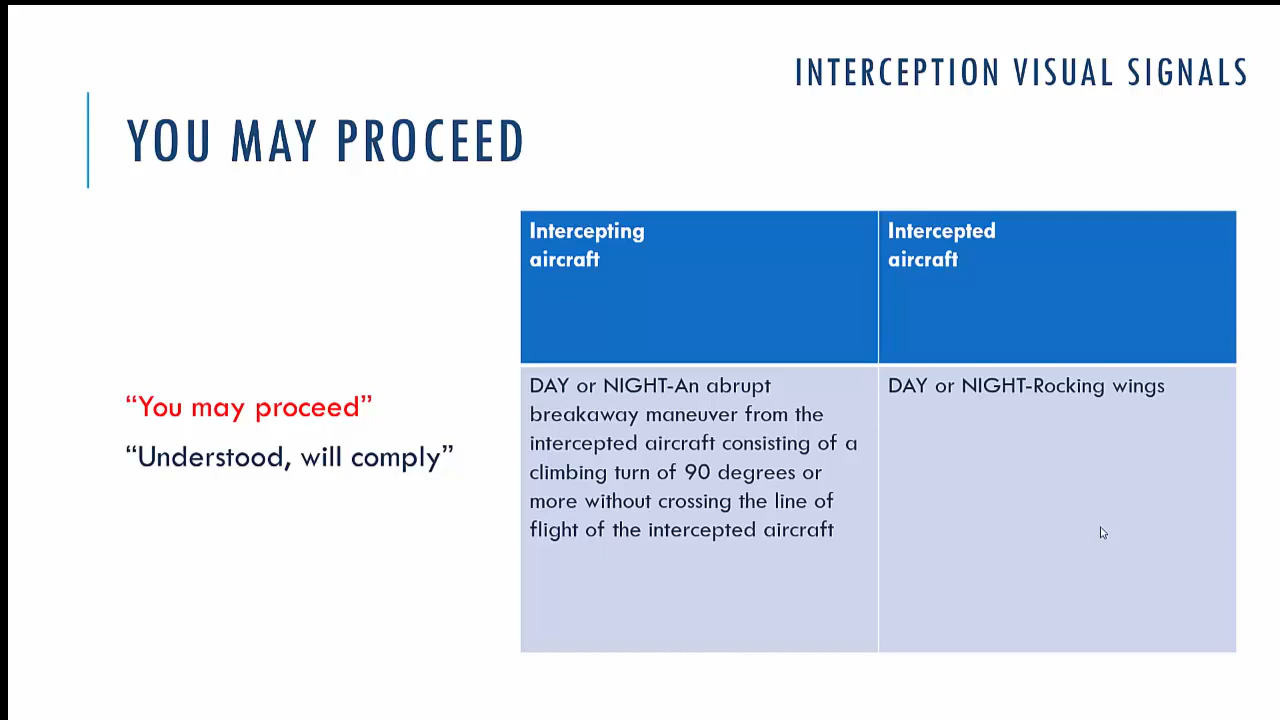 INTERCEPTION VISUAL SIGNALS
YOU MAY PROCEED
“You may proceed”
“Understood, will comply”
Intercepting
aircraft
Intercepted
aircraft
DAY or NIGHT-An abrupt
breakaway maneuver from the
intercepted aircraft consisting of a
climbing turn of 90 degrees or
more without crossing the line of
flight of the intercepted aircraft
DAY or NIGHT-Rocking wings